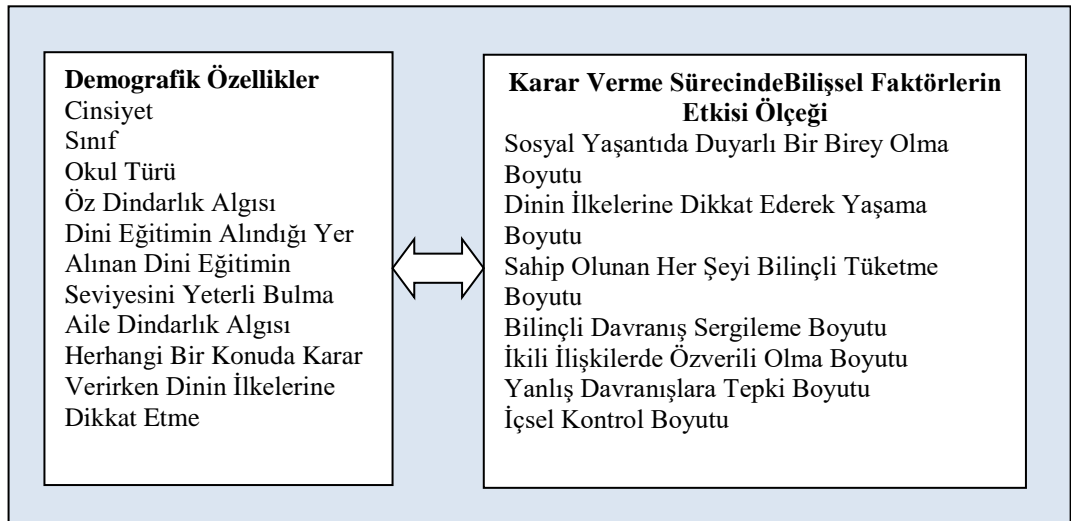 Demografik Özellikler
Cinsiyet
Sınıf
Okul Türü
Öz Dindarlık Algısı
Dini Eğitimin Alındığı Yer
Alınan Dini Eğitimin
Seviyesini Yeterli Bulma
Aile Dindarlık Algısı
Herhangi Bir Konuda Karar
Verirken Dinin İlkelerine
Dikkat Etme
Karar Verme SürecindeBilişsel Faktörlerin
Etkisi Ölçeği
Sosyal Yaşantıda Duyarlı Bir Birey Olma
Boyutu
Dinin İlkelerine Dikkat Ederek Yaşama
Boyutu
Sahip Olunan Her Şeyi Bilinçli Tüketme
Boyutu
Bilinçli Davranış Sergileme Boyutu
İkili İlişkilerde Özverili Olma Boyutu
Yanlış Davranışlara Tepki Boyutu
İçsel Kontrol Boyutu